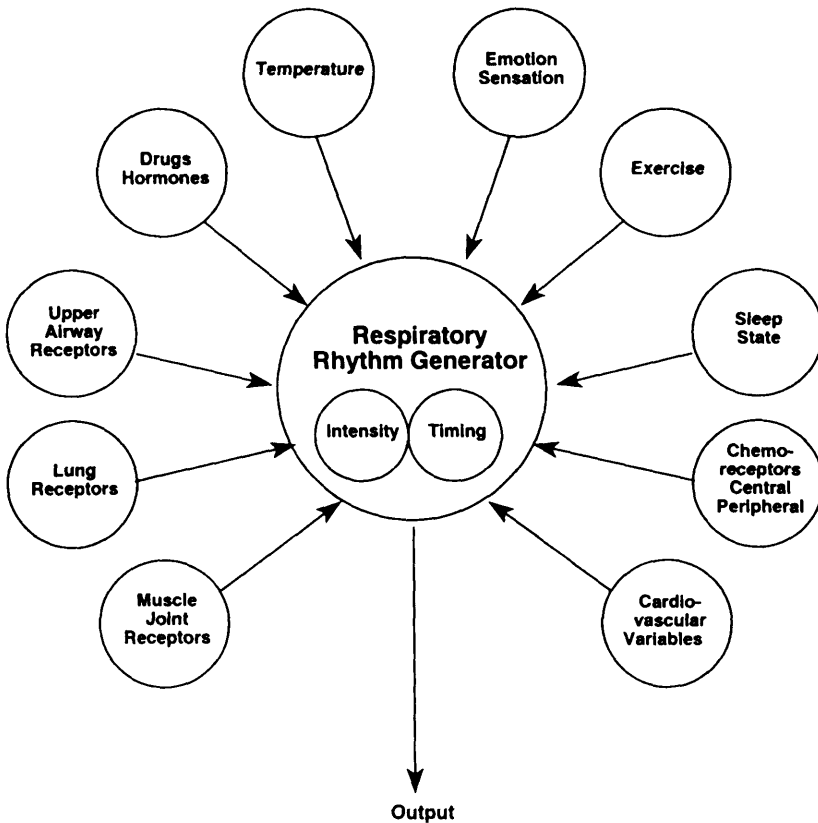 Temperature
Emotion
Sensation
Drugs
Hormones
Exercise
Upper
Airway
Receptors
Sleep
State
Respiratory
Rhythm Generator
Intensity
Timing
Lung
Receptors
Chemo-
receptors
Central
Peripheral
Muscle
Joint
Receptors
Cardio-
vascular
Variables
Output